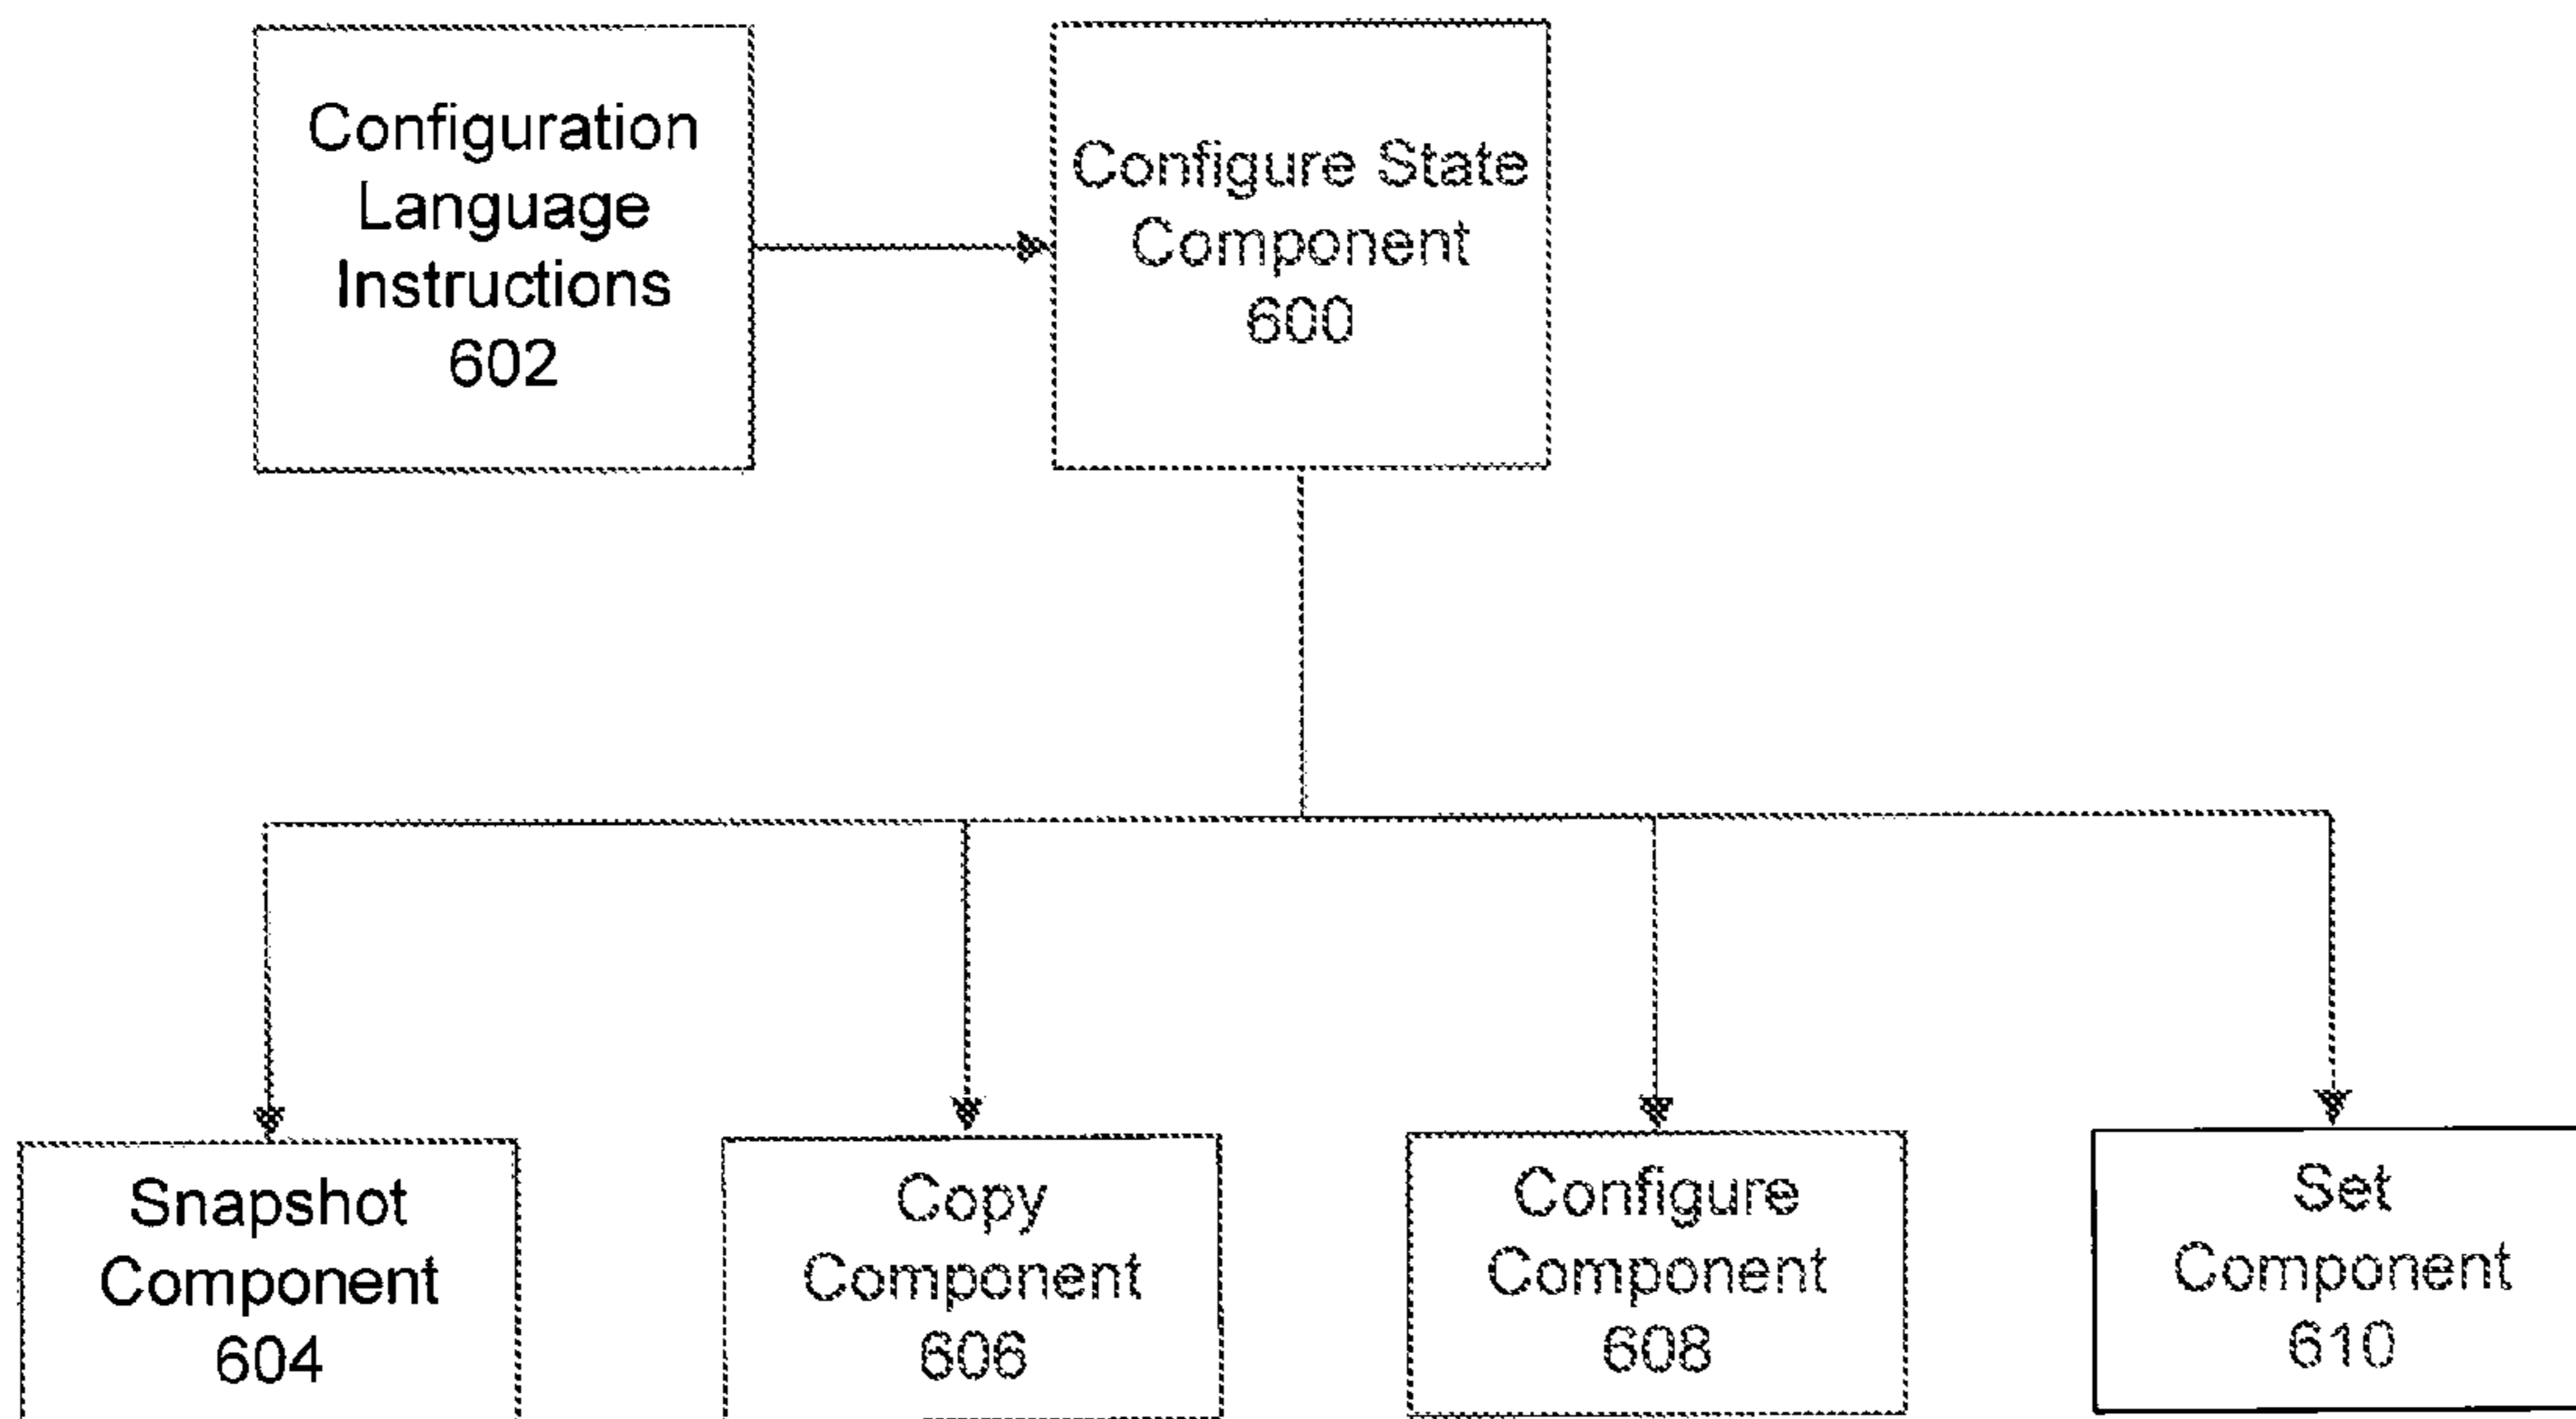 Configuration
Language
Instructions
602
Configure State
Component
600
Snapshot
Component
604
Copy
Component
606
Configure
Component
608
Set
Component
610